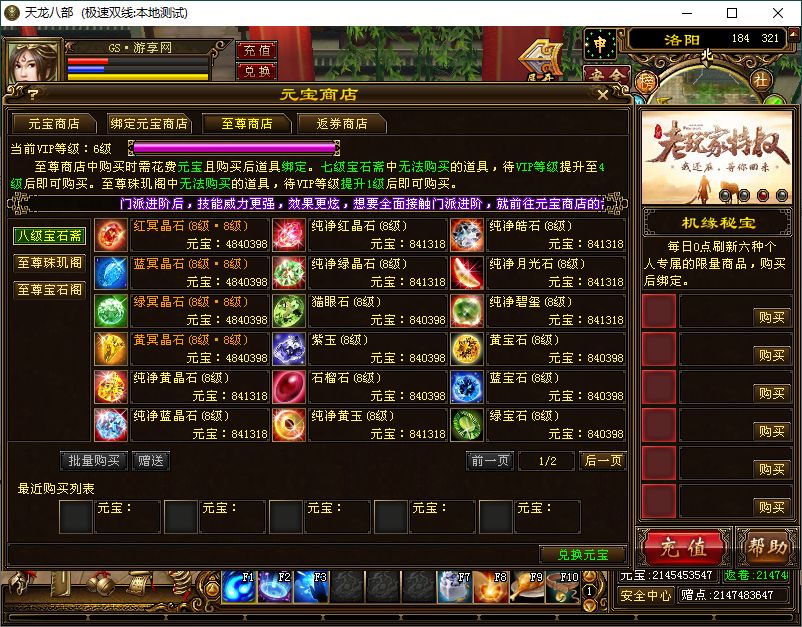 天龙八部 (极速双线:本地测试)
GS·游享网
充值
兑换
申
洛阳
184 321
北
安全
社
?
元宝商店
元宝商店
绑定元宝商店
至尊商店
返券商店
当前VIP等级：6级
至尊商店中购买时需花费元宝且购买后道具绑定。七级宝石斋中无法购买的道具，待VIP等级提升至4
级后即可购买。至尊珠玑阁中无法购买的道具，待VIP等级提升1级后即可购买。
门派进阶后，技能威力更强，效果更炫，想要全面接触门派进阶，就前往元宝商店的
八级宝石斋
至尊珠玑阁
至尊宝石阁
红冥晶石(8级·8级)
元宝：4840398
纯净红晶石(8级)
元宝：841318
纯净皓石(8级)
元宝：841318
蓝冥晶石(8级·8级)
元宝：4840398
纯净绿晶石(8级)
元宝：841318
纯净月光石(8级)
元宝：841318
绿冥晶石(8级·8级)
元宝：4840398
猫眼石(8级)
元宝：840398
纯净碧玺(8级)
元宝：841318
黄冥晶石(8级·8级)
元宝：4840398
紫玉(8级)
元宝：840398
黄宝石(8级)
元宝：840398
纯净黄晶石(8级)
元宝：841318
石榴石(8级)
元宝：840398
蓝宝石(8级)
元宝：840398
纯净蓝晶石(8级)
元宝：841318
纯净黄玉(8级)
元宝：841318
绿宝石(8级)
元宝：840398
批量购买
赠送
前一页
1/2
后一页
最近购买列表
元宝：
元宝：
元宝：
元宝：
元宝：
兑换元宝
老玩家特权
我还在，等你回来
机缘秘宝
每日0点刷新六种个
人专属的限量商品，购买
后绑定。
购买
购买
购买
购买
购买
购买
充值
帮助
F1
F2
F3
F7
F8
F9
F10
1
元宝:2145453547
返卷:21474
安全中心
赠点:2147483647